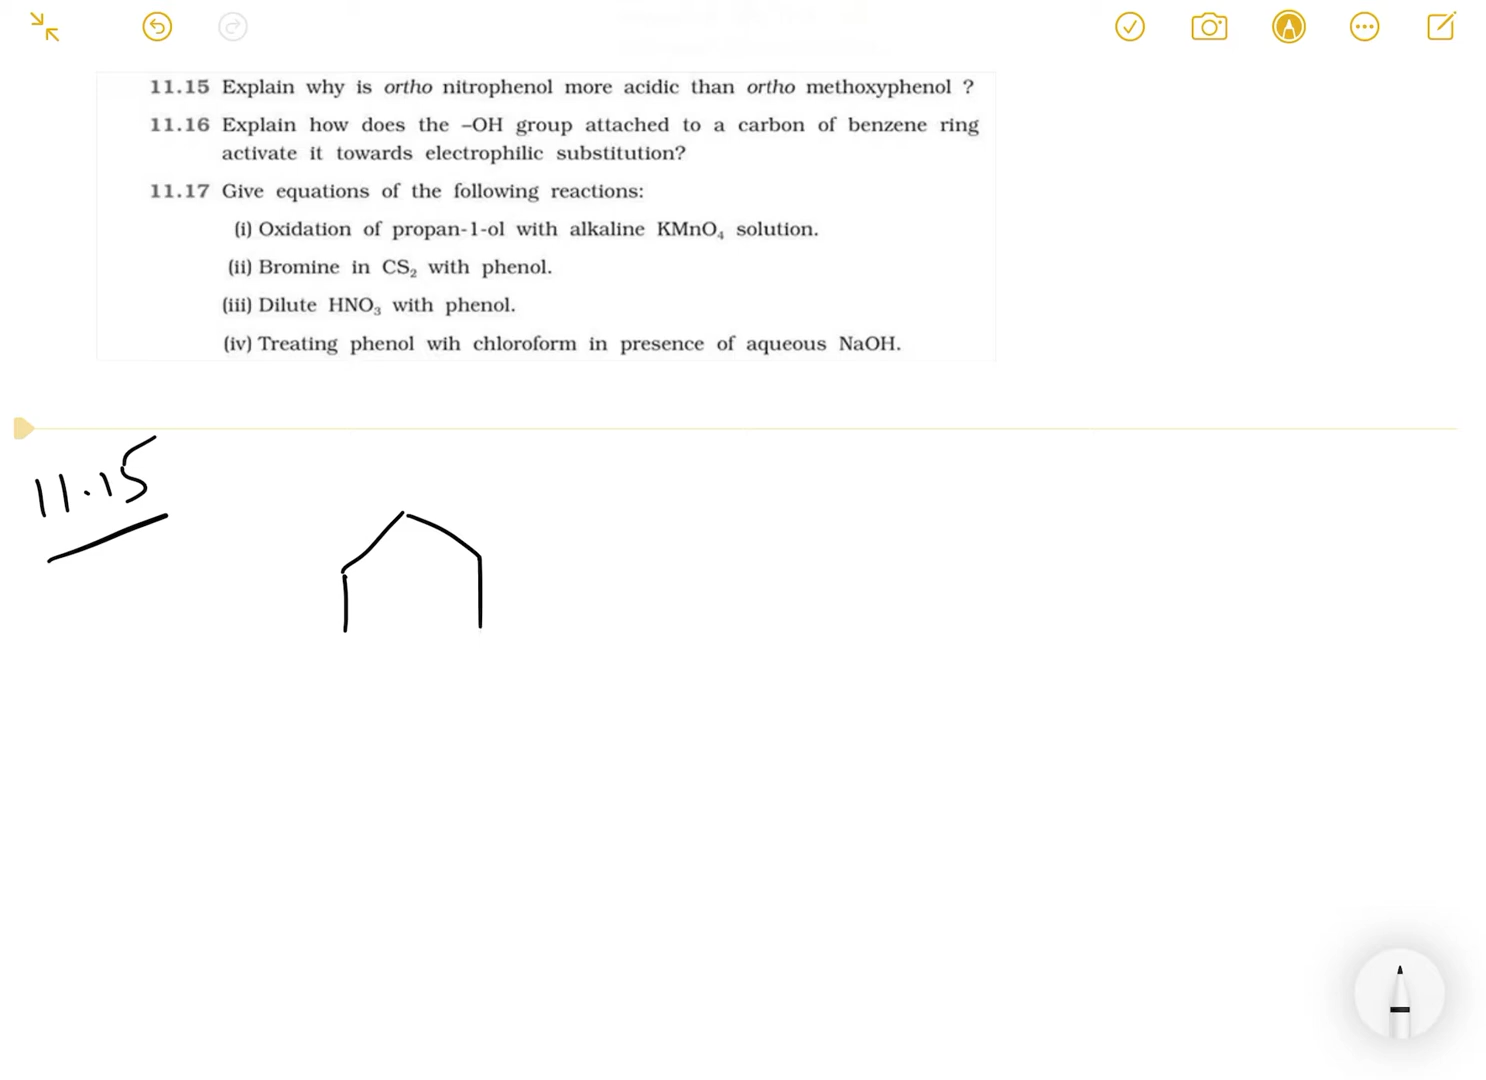 11.15 Explain why is ortho nitrophenol more acidic than ortho methoxyphenol ?
11.16 Explain how does the –OH group attached to a carbon of benzene ring
activate it towards electrophilic substitution?
11.17 Give equations of the following reactions:
(i) Oxidation of propan-1-ol with alkaline KMnO₄ solution.
(ii) Bromine in CS₂ with phenol.
(iii) Dilute HNO₃ with phenol.
(iv) Treating phenol wih chloroform in presence of aqueous NaOH.
11.15